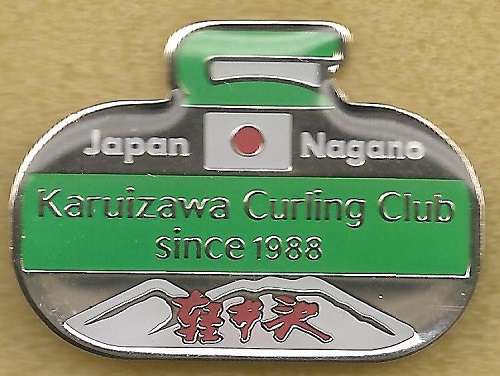 Japan Nagano
Karuizawa Curling Club
since 1988
軽井沢